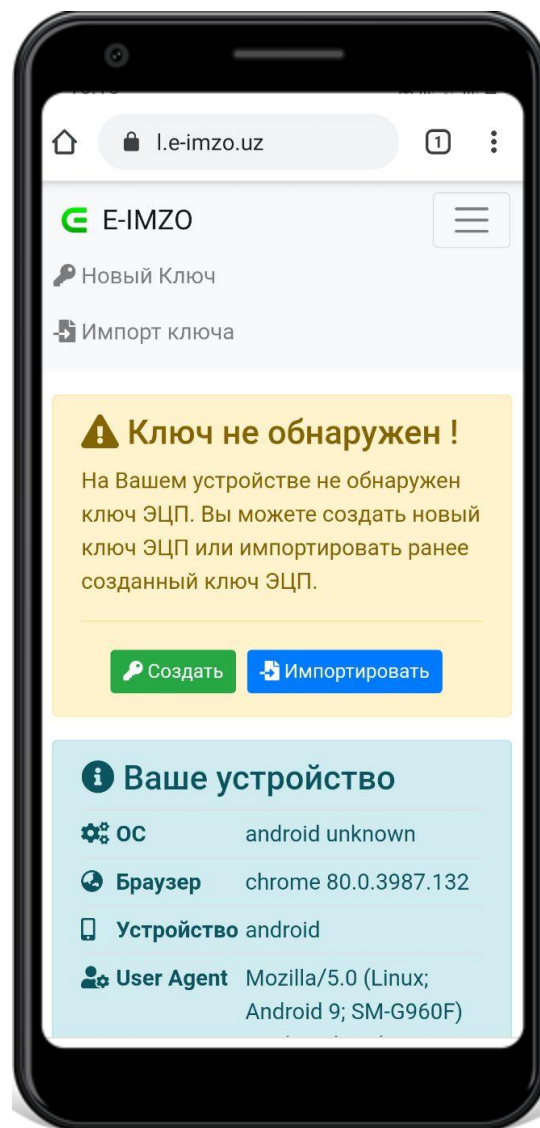 l.e-imzo.uz
1
E-IMZO
Новый Ключ
Импорт ключа
Ключ не обнаружен !
На Вашем устройстве не обнаружен
ключ ЭЦП. Вы можете создать новый
ключ ЭЦП или импортировать ранее
созданный ключ ЭЦП.
Создать Импортировать
Ваше устройство
ОС android unknown
Браузер chrome 80.0.3987.132
Устройство android
User Agent Mozilla/5.0 (Linux;
Android 9; SM-G960F)